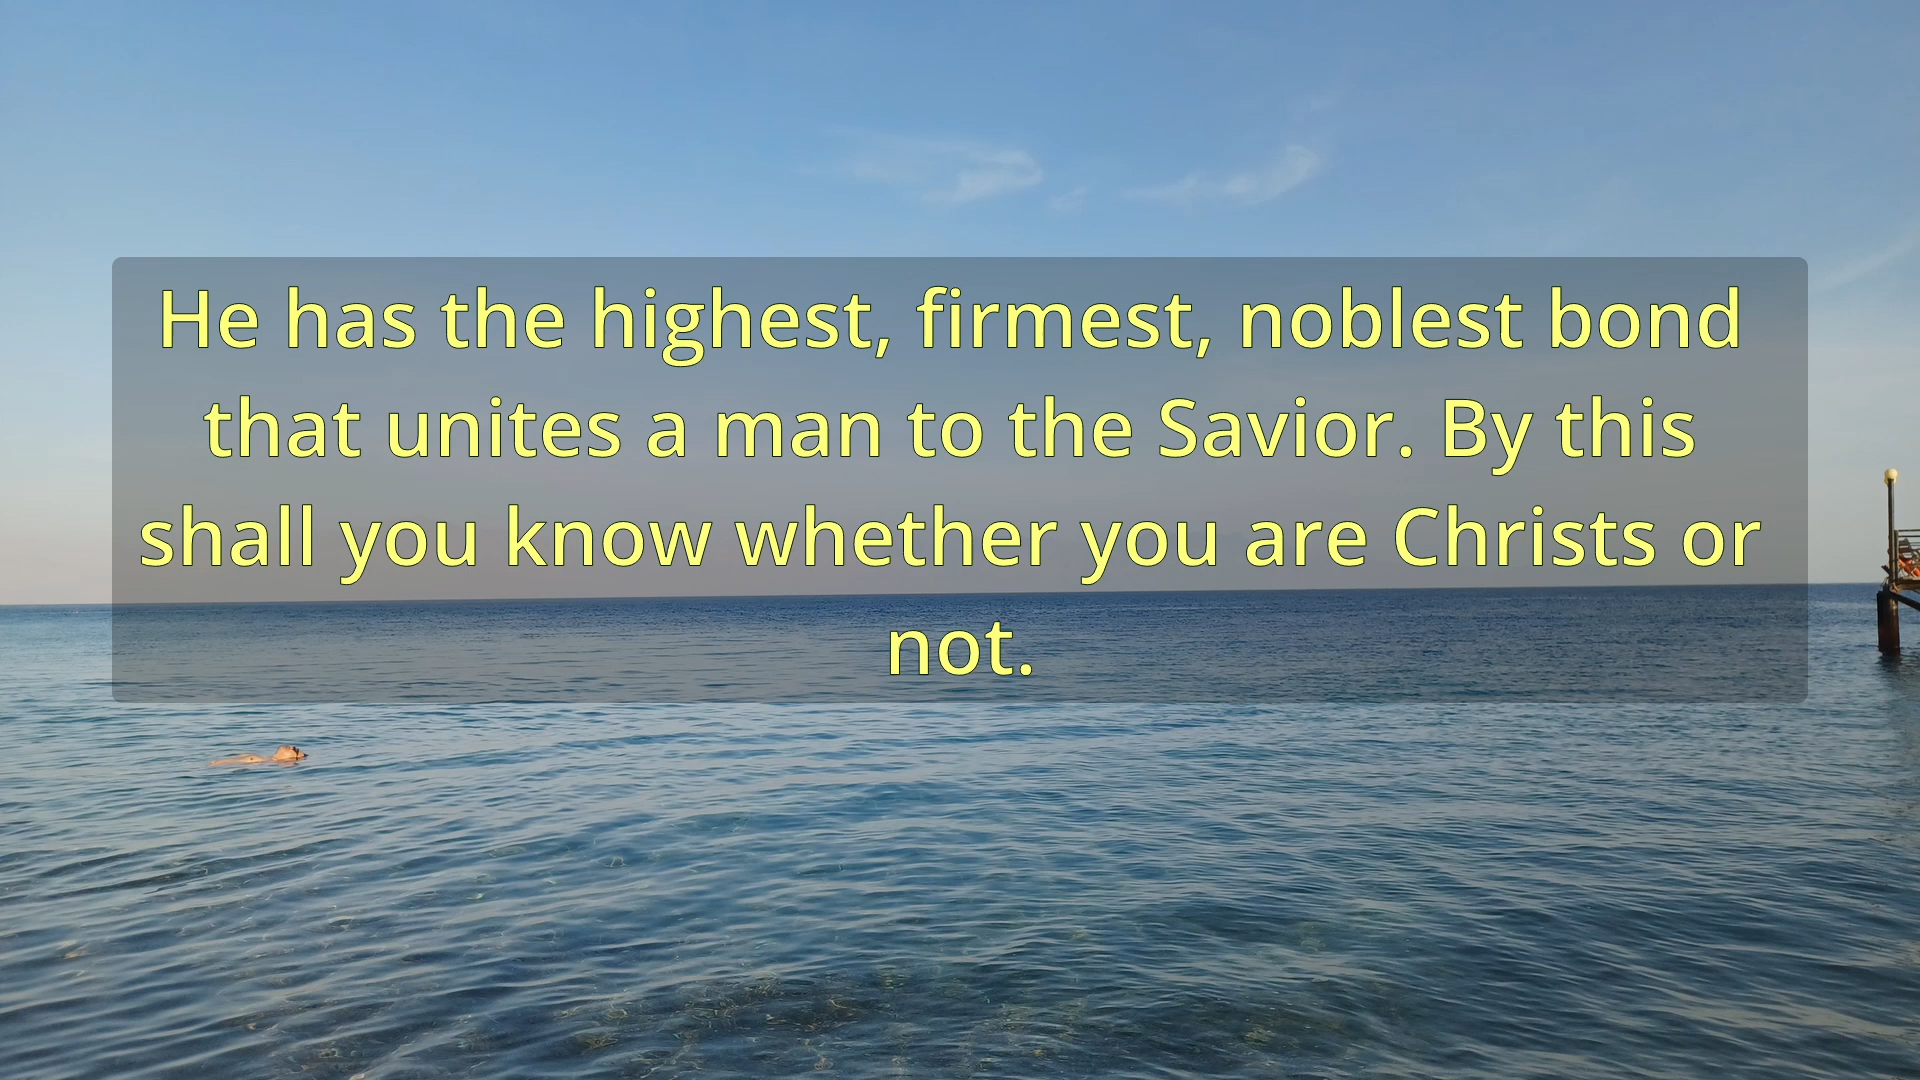 He has the highest, firmest, noblest bond
that unites a man to the Savior. By this
shall you know whether you are Christs or
not.